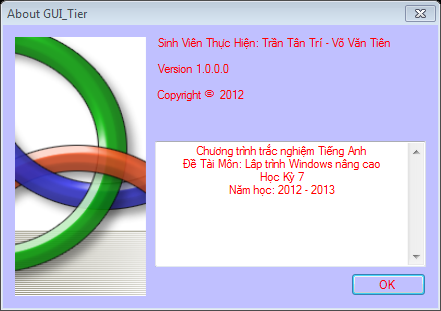 About GUI_Tier
Sinh Viên Thực Hiện: Trần Tân Trí - Võ Văn Tiên
Version 1.0.0.0
Copyright © 2012
Chương trình trắc nghiệm Tiếng Anh
Đề Tài Môn: Lập trình Windows nâng cao
Học Kỳ 7
Năm học: 2012 - 2013
OK